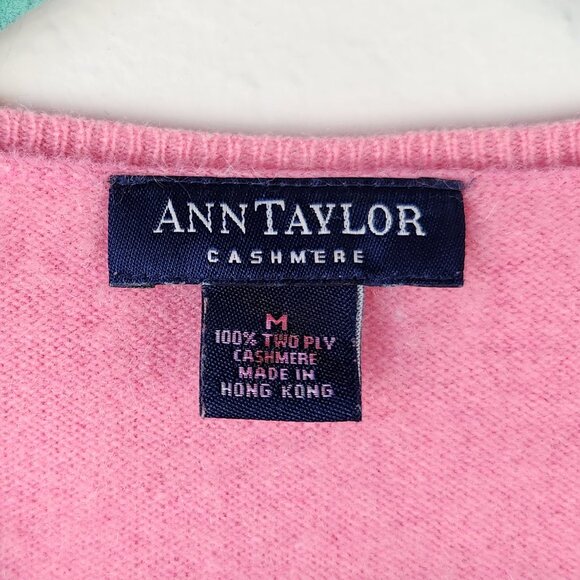 ANN TAYLOR
CASHMERE
M
100% TWO PLY
CASHMERE
MADE IN
HONG KONG